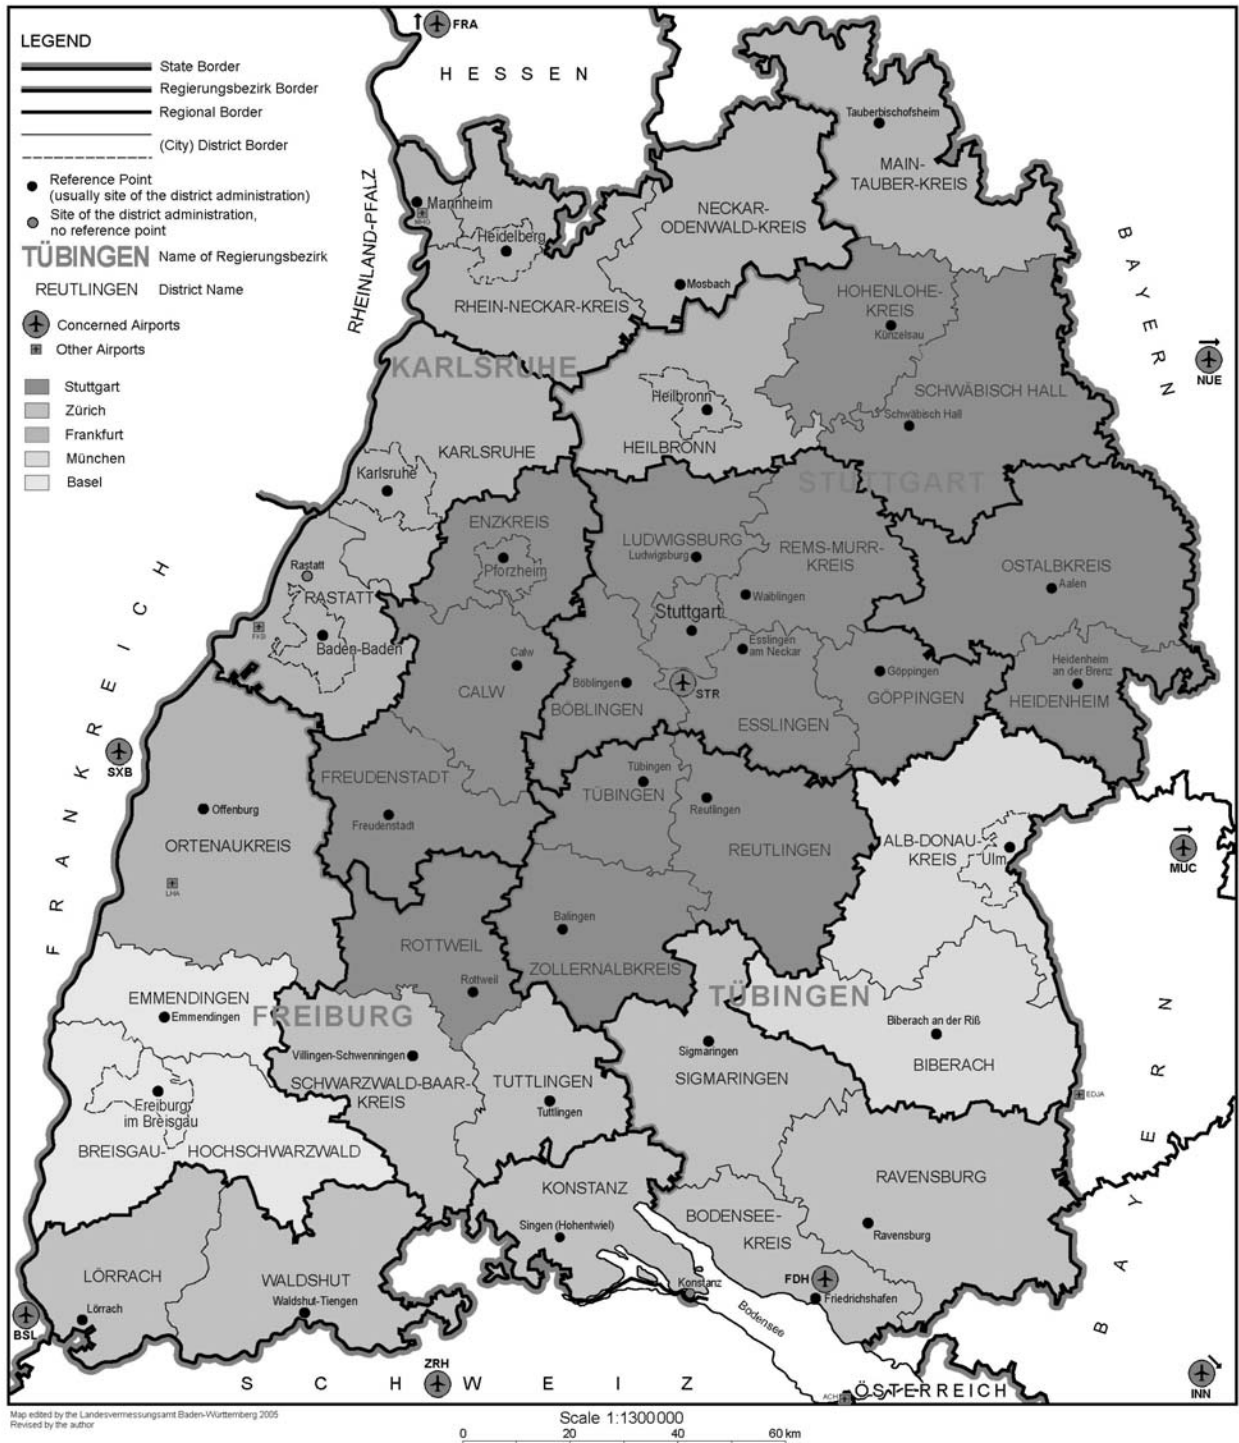 FRA
LEGEND
State Border
Regierungsbezirk Border
Regional Border
(City) District Border
Reference Point
(usually site of the district administration)
Site of the district administration,
no reference point
TÜBINGEN Name of Regierungsbezirk
REUTLINGEN District Name
Concerned Airports
Other Airports
Stuttgart
Zürich
Frankfurt
München
Basel
HESSEN
RHEINLAND-PFALZ
BAYERN
NUE
Tauberbischofsheim
MAIN-
TAUBER-KREIS
Mannheim
MHG
Heidelberg
NECKAR-
ODENWALD-KREIS
Mosbach
RHEIN-NECKAR-KREIS
HOHENLOHE-
KREIS
Künzelsau
KARLSRUHE
SCHWÄBISCH HALL
Schwäbisch Hall
Heilbronn
HEILBRONN
KARLSRUHE
Karlsruhe
STUTTGART
ENZKREIS
Pforzheim
LUDWIGSBURG
Ludwigsburg
REMS-MURR-
KREIS
Waiblingen
OSTALBKREIS
Aalen
Rastatt
RASTATT
FKB
Baden-Baden
Stuttgart
Esslingen
am Neckar
Calw
CALW
Böblingen
BÖBLINGEN
STR
ESSLINGEN
Göppingen
GÖPPINGEN
Heidenheim
an der Brenz
HEIDENHEIM
FRANKREICH
SXB
FREUDENSTADT
Freudenstadt
Tübingen
TÜBINGEN
Reutlingen
REUTLINGEN
Offenburg
ORTENAUKREIS
LHA
ALB-DONAU-
KREIS
Ulm
MUC
Balingen
ZOLLERNALBKREIS
ROTTWEIL
Rottweil
EMMENDINGEN
Emmendingen
FREIBURG
TÜBINGEN
Biberach an der Riß
BIBERACH
Villingen-Schwenningen
SCHWARZWALD-BAAR-
KREIS
TUTTLINGEN
Tuttlingen
Sigmaringen
SIGMARINGEN
EDJA
Freiburg
im Breisgau
BREISGAU- HOCHSCHWARZWALD
BAYERN
KONSTANZ
Singen (Hohentwiel)
RAVENSBURG
Ravensburg
BODENSEE-
KREIS
LÖRRACH
Lörrach
WALDSHUT
Waldshut-Tiengen
Konstanz
FDH
Friedrichshafen
Bodensee
BSL
ZRH
SCHWEIZ
ACH
ÖSTERREICH
INN
Map edited by the Landesvermessungsamt Baden-Württemberg 2005
Revised by the author
Scale 1:1300000
0 20 40 60 km